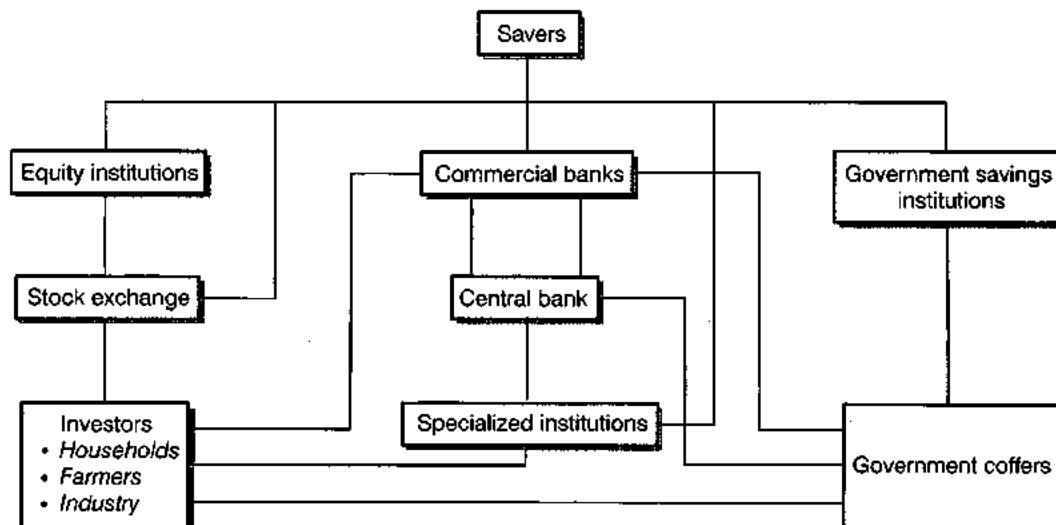 Savers
Equity institutions
Commercial banks
Government savings
institutions
Stock exchange
Central bank
Investors
• Households
• Farmers
• Industry
Specialized institutions
Government coffers